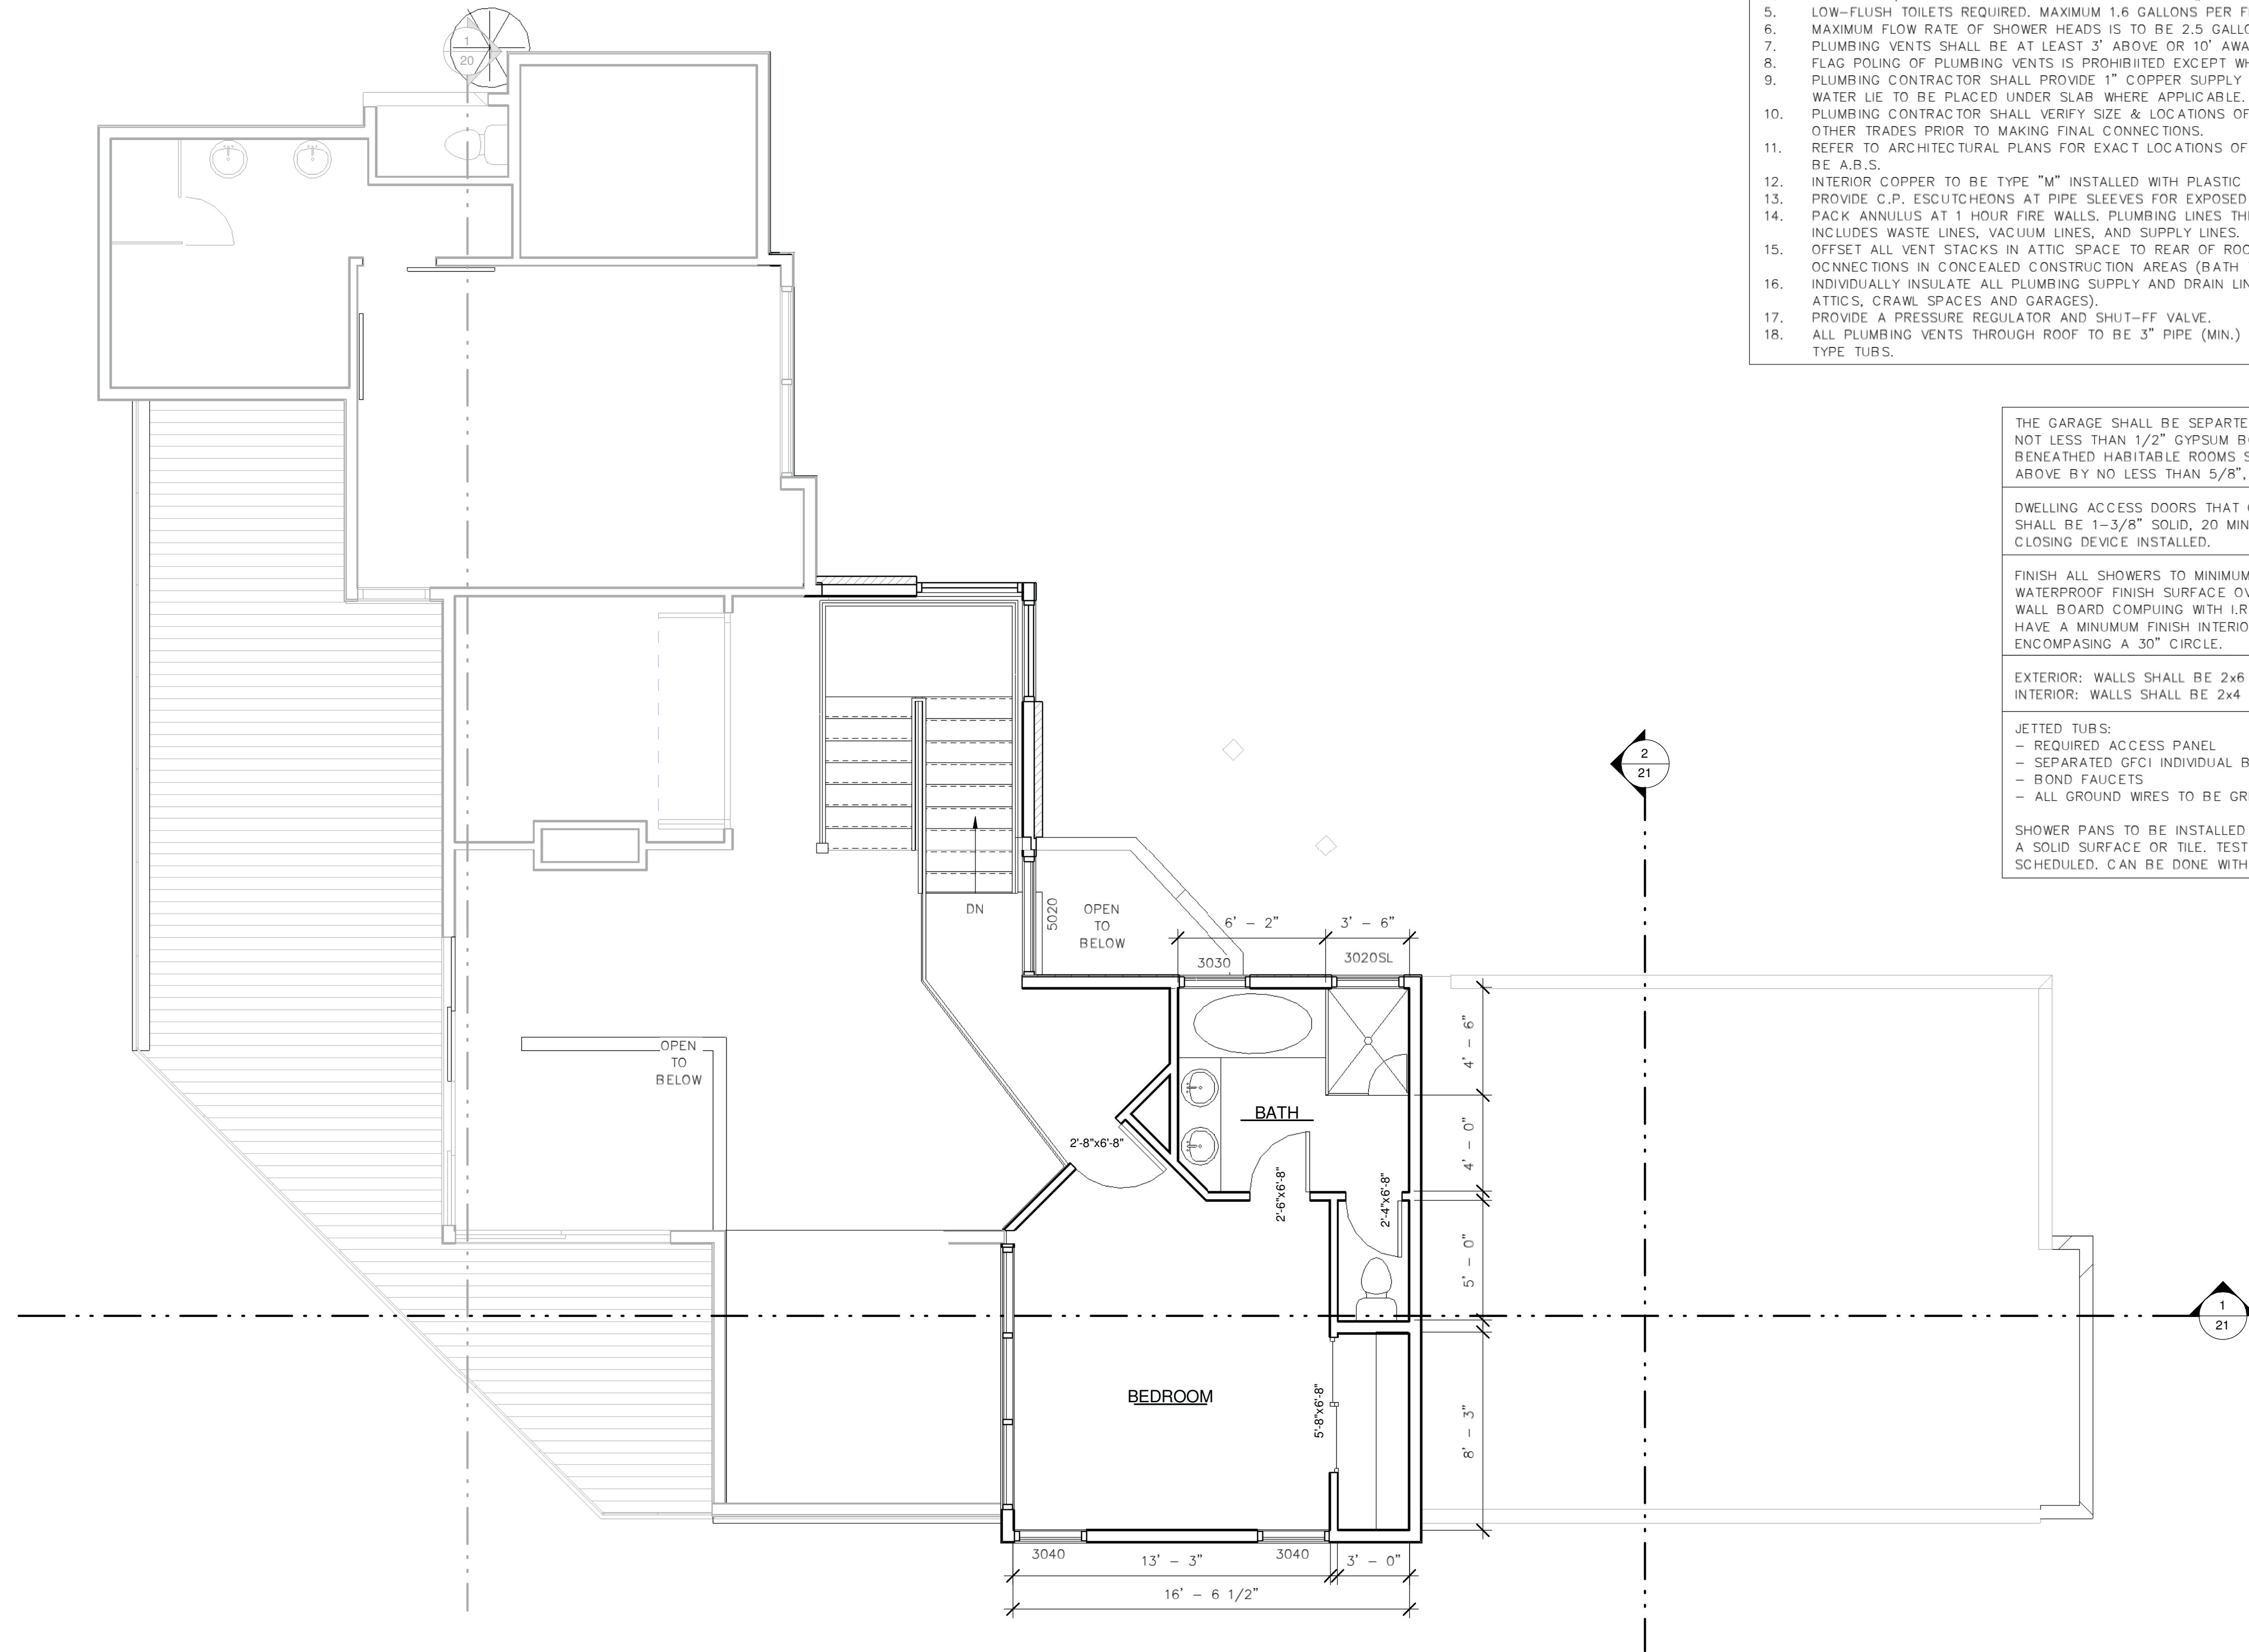 5. LOW-FLUSH TOILETS REQUIRED. MAXIMUM 1.6 GALLONS PER
6. MAXIMUM FLOW RATE OF SHOWER HEADS IS TO BE 2.5
7. PLUMBING VENTS SHALL BE AT LEAST 3' ABOVE OR 10'
8. FLAG POLING OF PLUMBING VENTS IS PROHIBIITED EXCEPT
9. PLUMBING CONTRACTOR SHALL PROVIDE 1" COPPER SUPPLY
WATER LIE TO BE PLACED UNDER SLAB WHERE APPLICABLE.
10. PLUMBING CONTRACTOR SHALL VERIFY SIZE & LOCATIONS OF
OTHER TRADES PRIOR TO MAKING FINAL CONNECTIONS.
11. REFER TO ARCHITECTURAL PLANS FOR EXACT LOCATIONS OF
BE A.B.S.
12. INTERIOR COPPER TO BE TYPE "M" INSTALLED WITH PLASTIC
13. PROVIDE C.P. ESCUTCHEONS AT PIPE SLEEVES FOR EXPOSED
14. PACK ANNULUS AT 1 HOUR FIRE WALLS. PLUMBING LINES
INCLUDES WASTE LINES, VACUUM LINES, AND SUPPLY LINES.
15. OFFSET ALL VENT STACKS IN ATTIC SPACE TO REAR OF
OCNNECTIONS IN CONCEALED CONSTRUCTION AREAS (BATH
16. INDIVIDUALLY INSULATE ALL PLUMBING SUPPLY AND DRAIN
ATTICS, CRAWL SPACES AND GARAGES).
17. PROVIDE A PRESSURE REGULATOR AND SHUT-FF VALVE.
18. ALL PLUMBING VENTS THROUGH ROOF TO BE 3" PIPE (MIN.)
TYPE TUBS.
THE GARAGE SHALL BE SEPARTE
NOT LESS THAN 1/2" GYPSUM
BENEATHED HABITABLE ROOMS
ABOVE BY NO LESS THAN 5/8",
DWELLING ACCESS DOORS THAT
SHALL BE 1-3/8" SOLID, 20 MIN
CLOSING DEVICE INSTALLED.
FINISH ALL SHOWERS TO MINIMUM
WATERPROOF FINISH SURFACE
WALL BOARD COMPUING WITH I.R
HAVE A MINUMUM FINISH
ENCOMPASING A 30" CIRCLE.
EXTERIOR: WALLS SHALL BE 2x6
INTERIOR: WALLS SHALL BE 2x4
JETTED TUBS:
- REQUIRED ACCESS PANEL
- SEPARATED GFCI INDIVIDUAL
- BOND FAUCETS
- ALL GROUND WIRES TO BE
SHOWER PANS TO BE INSTALLED
A SOLID SURFACE OR TILE. TEST
SCHEDULED. CAN BE DONE WITH
1
20
2
21
1
21
DN
5020
OPEN
TO
BELOW
6' - 2"
3' - 6"
3030
3020SL
4' - 6"
OPEN
TO
BELOW
BATH
2'-8"x6'-8"
4' - 0"
2'-6"x6'-8"
2'-4"x6'-8"
5' - 0"
BEDROOM
5'-8"x6'-8"
8' - 3"
3040
13' - 3"
3040
3' - 0"
16' - 6 1/2"